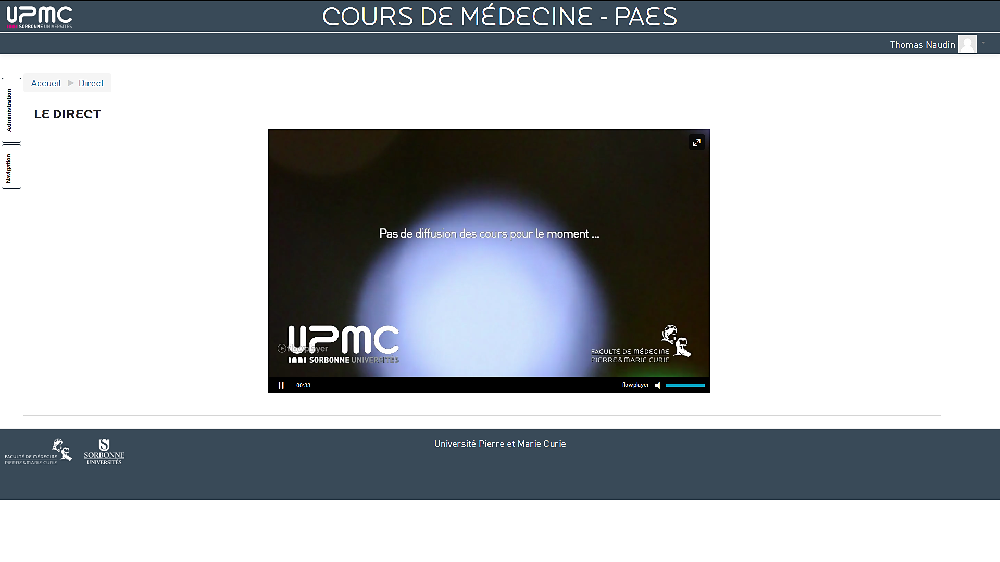 UPMC
SORBONNE UNIVERSITÉS
COURS DE MÉDECINE - PAES
Thomas Naudin
Accueil Direct
Administration
Navigation
LE DIRECT
Pas de diffusion des cours pour le moment ...
UPMC
flowplayer
SORBONNE UNIVERSITÉS
FACULTÉ DE MÉDECINE
PIERRE & MARIE CURIE
00:33
flowplayer
FACULTÉ DE MÉDECINE
PIERRE & MARIE CURIE
S
SORBONNE
UNIVERSITÉS
Université Pierre et Marie Curie